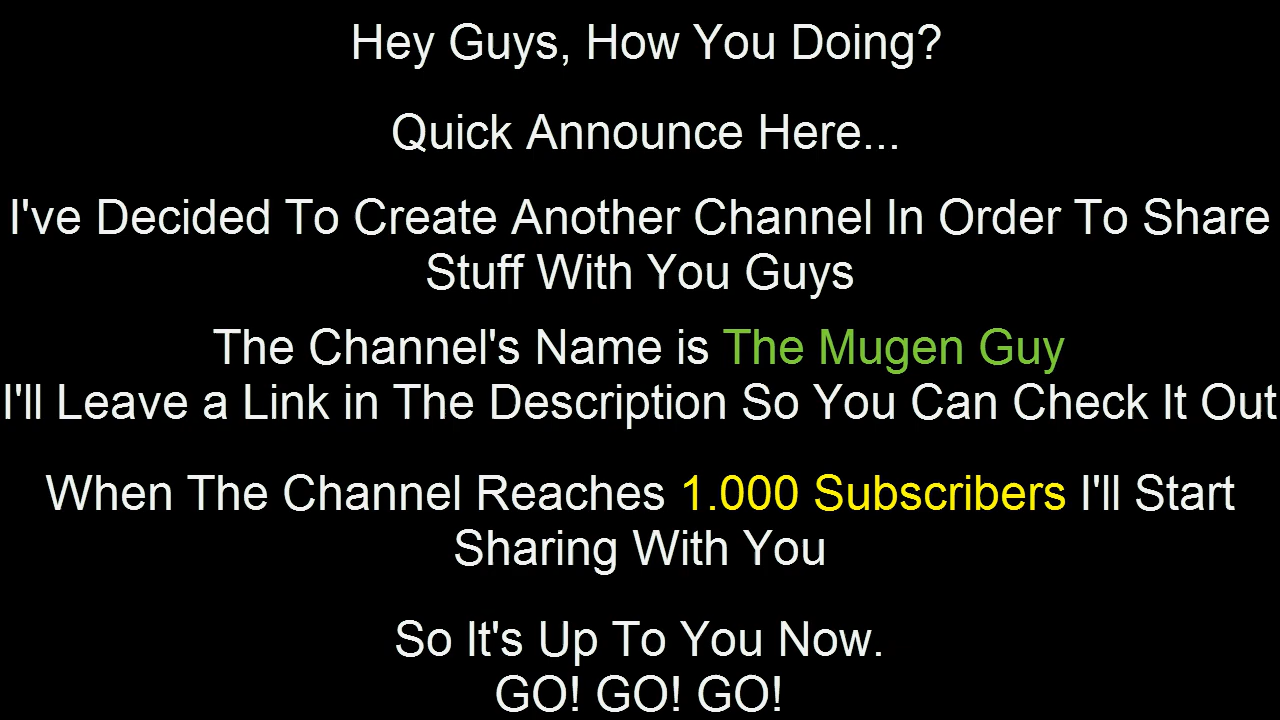 Hey Guys, How You Doing?
Quick Announce Here...
I've Decided To Create Another Channel In Order To Share
Stuff With You Guys
The Channel's Name is The Mugen Guy
I'll Leave a Link in The Description So You Can Check It Out
When The Channel Reaches 1.000 Subscribers I'll Start
Sharing With You
So It's Up To You Now.
GO! GO! GO!